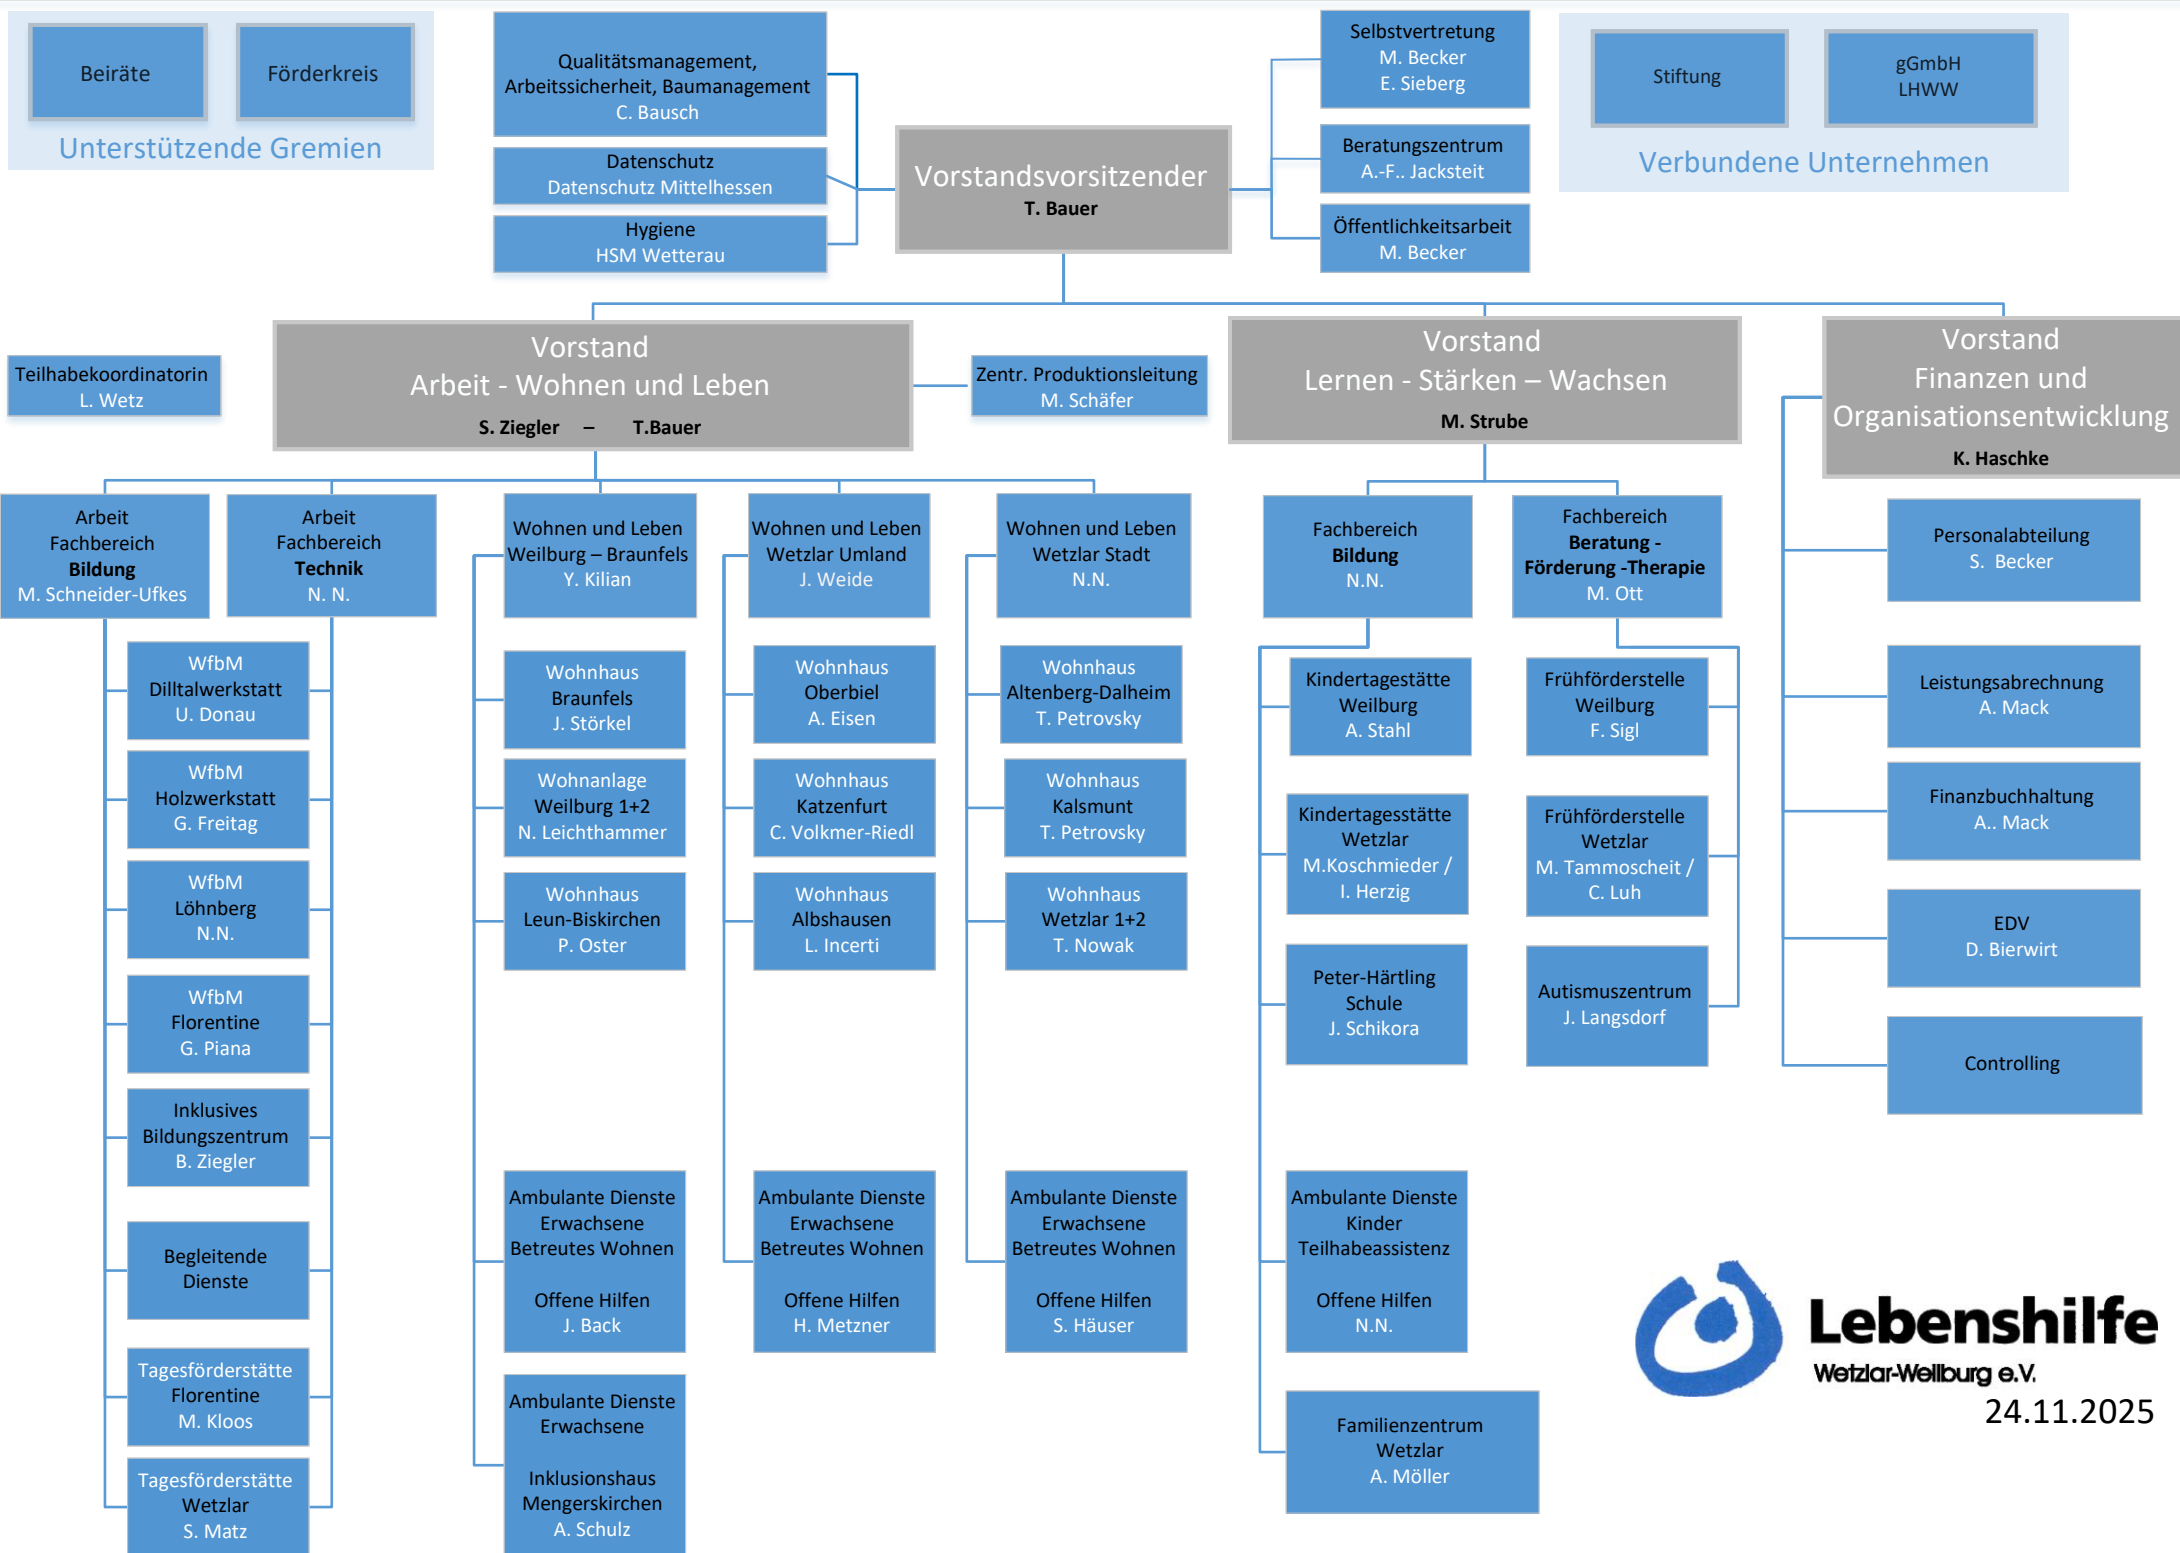 Beiräte
Förderkreis
Unterstützende Gremien
Qualitätsmanagement,
Arbeitssicherheit, Baumanagement
C. Bausch
Datenschutz
Datenschutz Mittelhessen
Hygiene
HSM Wetterau
Vorstandsvorsitzender
T. Bauer
Selbstvertretung
M. Becker
E. Sieberg
Beratungszentrum
A.-F.. Jacksteit
Öffentlichkeitsarbeit
M. Becker
Stiftung
gGmbH
LHWW
Verbundene Unternehmen
Teilhabekoordinatorin
L. Wetz
Vorstand
Arbeit - Wohnen und Leben
S. Ziegler – T.Bauer
Zentr. Produktionsleitung
M. Schäfer
Vorstand
Lernen - Stärken – Wachsen
M. Strube
Vorstand
Finanzen und
Organisationsentwicklung
K. Haschke
Arbeit
Fachbereich
Bildung
M. Schneider-Ufkes
Arbeit
Fachbereich
Technik
N. N.
WfbM
Dilltalwerkstatt
U. Donau
WfbM
Holzwerkstatt
G. Freitag
WfbM
Löhnberg
N.N.
WfbM
Florentine
G. Piana
Inklusives
Bildungszentrum
B. Ziegler
Begleitende
Dienste
Tagesförderstätte
Florentine
M. Kloos
Tagesförderstätte
Wetzlar
S. Matz
Wohnen und Leben
Weilburg – Braunfels
Y. Kilian
Wohnhaus
Braunfels
J. Störkel
Wohnanlage
Weilburg 1+2
N. Leichthammer
Wohnhaus
Leun-Biskirchen
P. Oster
Ambulante Dienste
Erwachsene
Betreutes Wohnen
Offene Hilfen
J. Back
Ambulante Dienste
Erwachsene
Inklusionshaus
Mengerskirchen
A. Schulz
Wohnen und Leben
Wetzlar Umland
J. Weide
Wohnhaus
Oberbiel
A. Eisen
Wohnhaus
Katzenfurt
C. Volkmer-Riedl
Wohnhaus
Albshausen
L. Incerti
Ambulante Dienste
Erwachsene
Betreutes Wohnen
Offene Hilfen
H. Metzner
Wohnen und Leben
Wetzlar Stadt
N.N.
Wohnhaus
Altenberg-Dalheim
T. Petrovsky
Wohnhaus
Kalsmunt
T. Petrovsky
Wohnhaus
Wetzlar 1+2
T. Nowak
Ambulante Dienste
Erwachsene
Betreutes Wohnen
Offene Hilfen
S. Häuser
Fachbereich
Bildung
N.N.
Kindertagestätte
Weilburg
A. Stahl
Kindertagesstätte
Wetzlar
M.Koschmieder /
I. Herzig
Peter-Härtling
Schule
J. Schikora
Ambulante Dienste
Kinder
Teilhabeassistenz
Offene Hilfen
N.N.
Familienzentrum
Wetzlar
A. Möller
Fachbereich
Beratung -
Förderung -Therapie
M. Ott
Frühförderstelle
Weilburg
F. Sigl
Frühförderstelle
Wetzlar
M. Tammoscheit /
C. Luh
Autismuszentrum
J. Langsdorf
Personalabteilung
S. Becker
Leistungsabrechnung
A. Mack
Finanzbuchhaltung
A.. Mack
EDV
D. Bierwirt
Controlling
Lebenshilfe
Wetzlar-Weilburg e.V.
24.11.2025